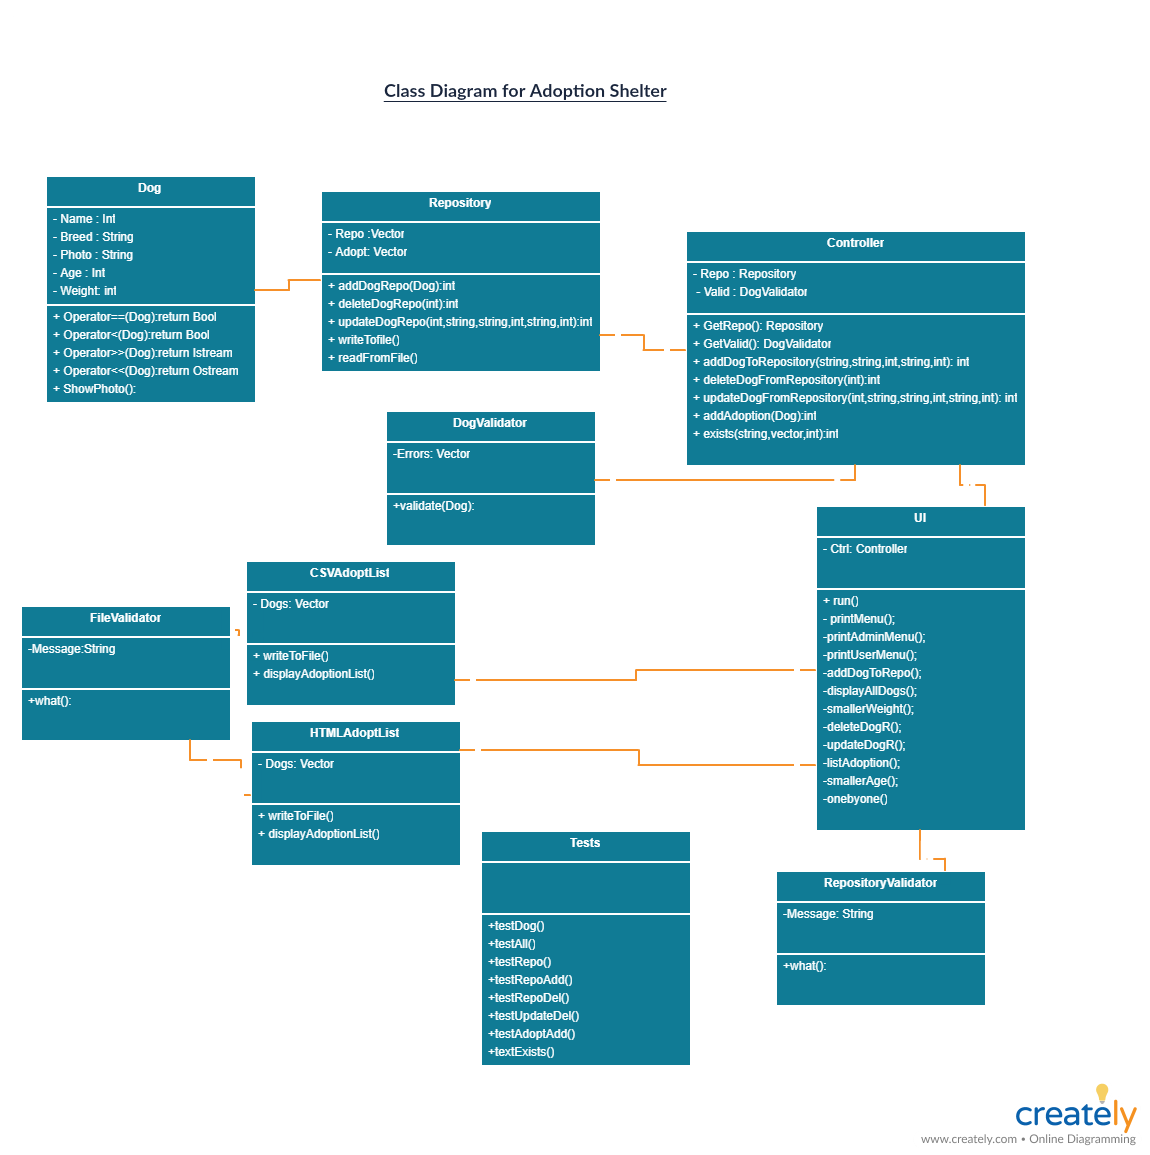 Class Diagram for Adoption Shelter
Dog
- Name : Int
- Breed : String
- Photo : String
- Age : Int
- Weight: int
+ Operator==(Dog):return Bool
+ Operator<(Dog):return Bool
+ Operator>>(Dog):return Istream
+ Operator<<(Dog):return Ostream
+ ShowPhoto():
Repository
- Repo :Vector
- Adopt: Vector
+ addDogRepo(Dog):int
+ deleteDogRepo(int):int
+ updateDogRepo(int,string,string,int,string,int):int
+ writeTofile()
+ readFromFile()
Controller
- Repo : Repository
- Valid : DogValidator
+ GetRepo(): Repository
+ GetValid(): DogValidator
+ addDogToRepository(string,string,int,string,int): int
+ deleteDogFromRepository(int):int
+ updateDogFromRepository(int,string,string,int,string,int): int
+ addAdoption(Dog):int
+ exists(string,vector,int):int
DogValidator
-Errors: Vector
+validate(Dog):
UI
- Ctrl: Controller
+ run()
- printMenu();
-printAdminMenu();
-printUserMenu();
-addDogToRepo();
-displayAllDogs();
-smallerWeight();
-deleteDogR();
-updateDogR();
-listAdoption();
-smallerAge();
-onebyone()
CSVAdoptList
- Dogs: Vector
+ writeToFile()
+ displayAdoptionList()
FileValidator
-Message:String
+what():
HTMLAdoptList
- Dogs: Vector
+ writeToFile()
+ displayAdoptionList()
Tests
+testDog()
+testAll()
+testRepo()
+testRepoAdd()
+testRepoDel()
+testUpdateDel()
+testAdoptAdd()
+textExists()
RepositoryValidator
-Message: String
+what():
creately
www.creately.com • Online Diagramming